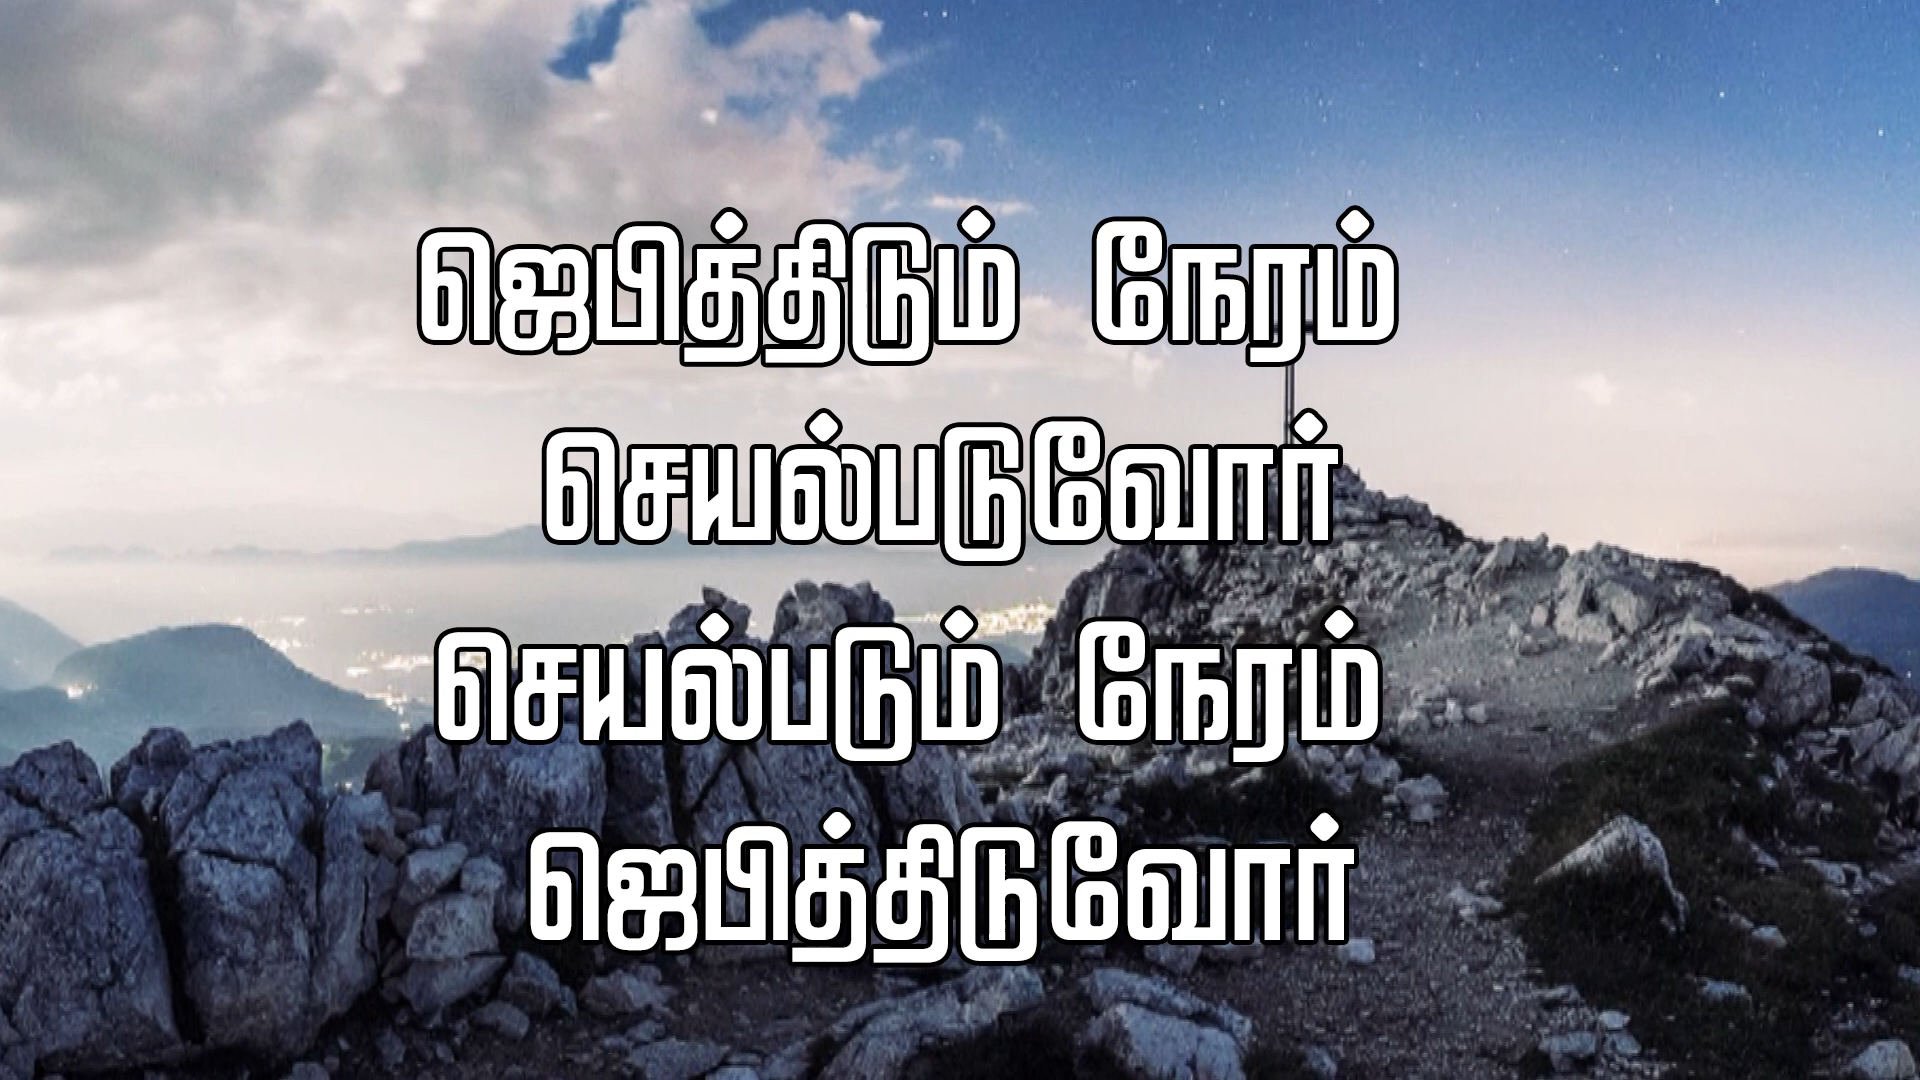 ஜெபித்திடும் நேரம்
செயல்படுவோர்
செயல்படும் நேரம்
ஜெபித்திடுவோர்